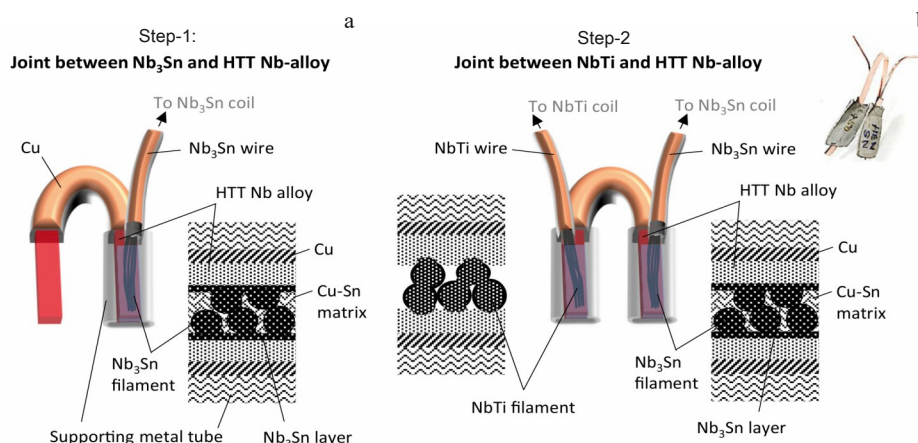 a
Step-1:
Joint between Nb₃Sn and HTT Nb-alloy
To Nb₃Sn coil
Cu
Nb₃Sn wire
HTT Nb alloy
Cu
Cu-Sn
matrix
Nb₃Sn
filament
Supporting metal tube
Nb₃Sn layer
b
Step-2
Joint between NbTi and HTT Nb-alloy
To NbTi coil
To Nb₃Sn coil
NbTi wire
Nb₃Sn wire
HTT Nb alloy
Cu
Cu-Sn
matrix
Nb₃Sn
filament
NbTi filament
Nb₃Sn layer